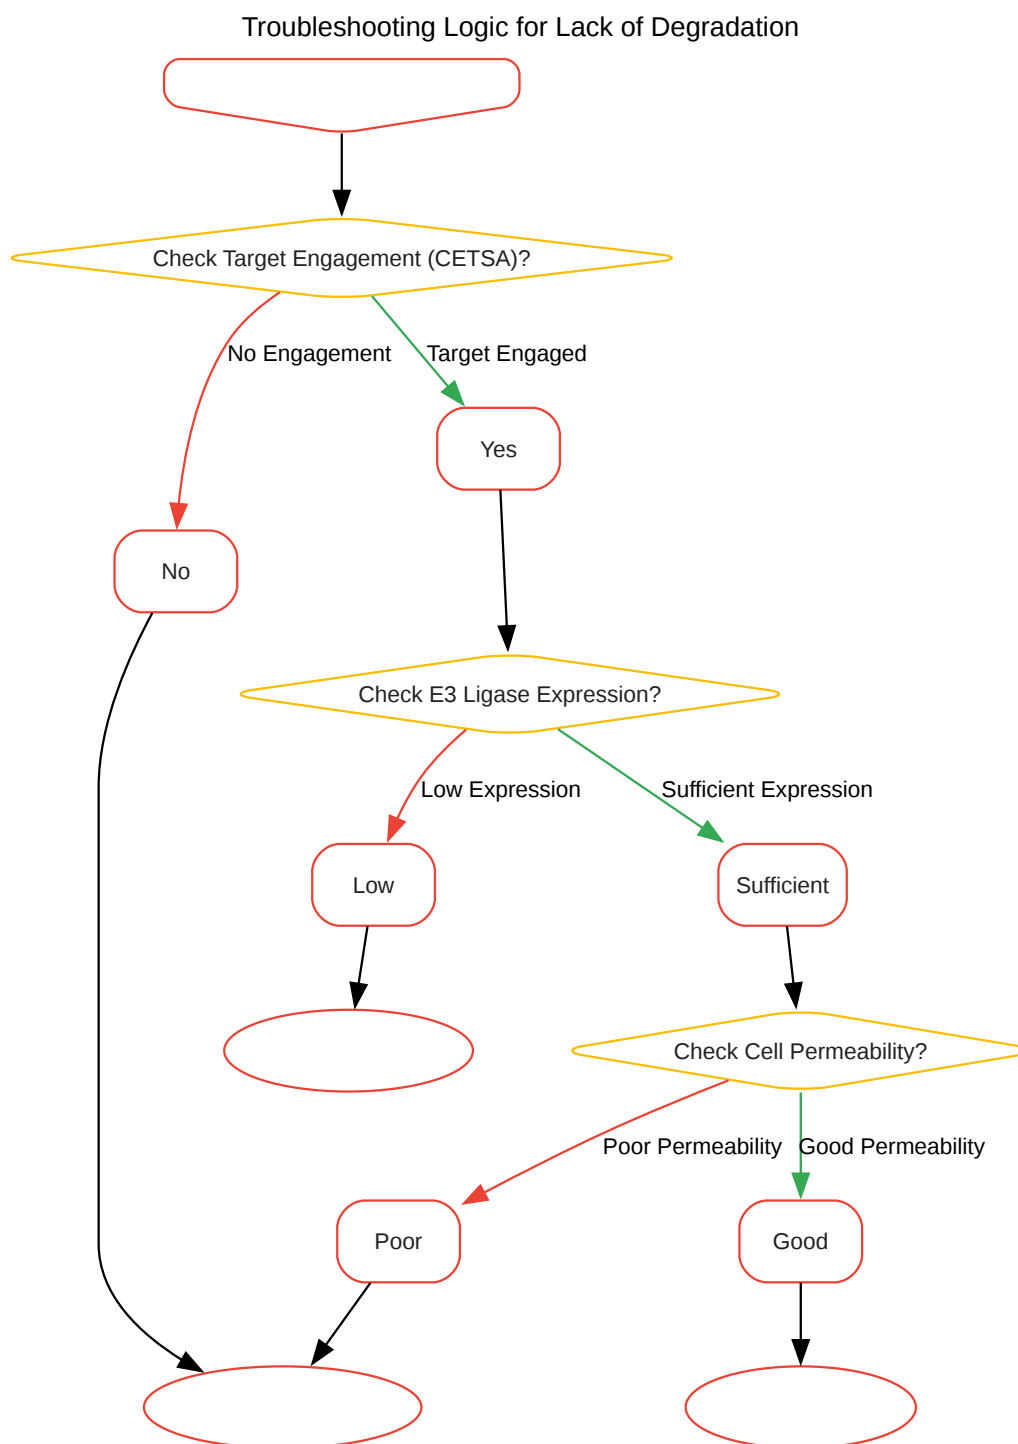 Troubleshooting Logic for Lack of Degradation
Check Target Engagement (CETSA)?
No Engagement
Target Engaged
Yes
No
Check E3 Ligase Expression?
Low Expression
Sufficient Expression
Low
Sufficient
Check Cell Permeability?
Poor Permeability
Good Permeability
Poor
Good